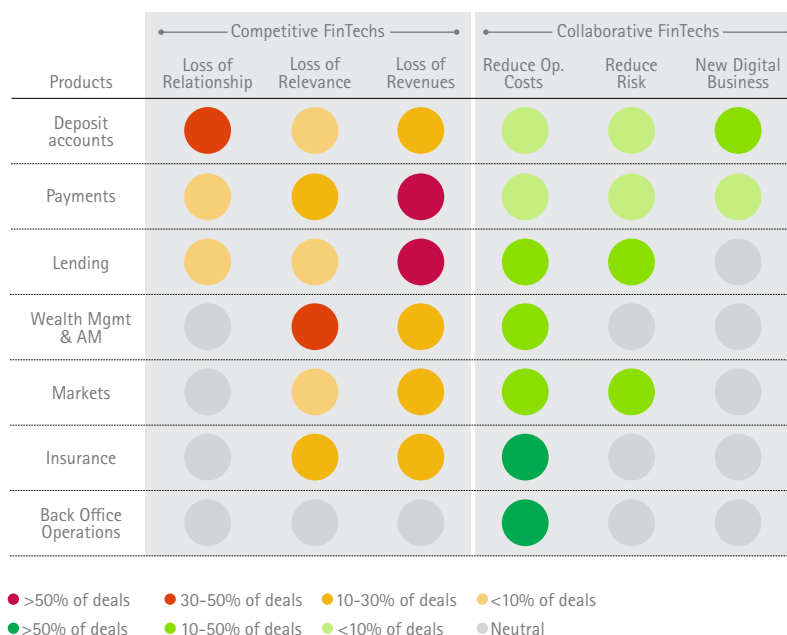 Competitive FinTechs
Collaborative FinTechs
Products
Loss of
Relationship
Loss of
Relevance
Loss of
Revenues
Reduce Op.
Costs
Reduce
Risk
New Digital
Business
Deposit
accounts
Payments
Lending
Wealth Mgmt
& AM
Markets
Insurance
Back Office
Operations
>50% of deals
30-50% of deals
10-30% of deals
<10% of deals
>50% of deals
10-50% of deals
<10% of deals
Neutral